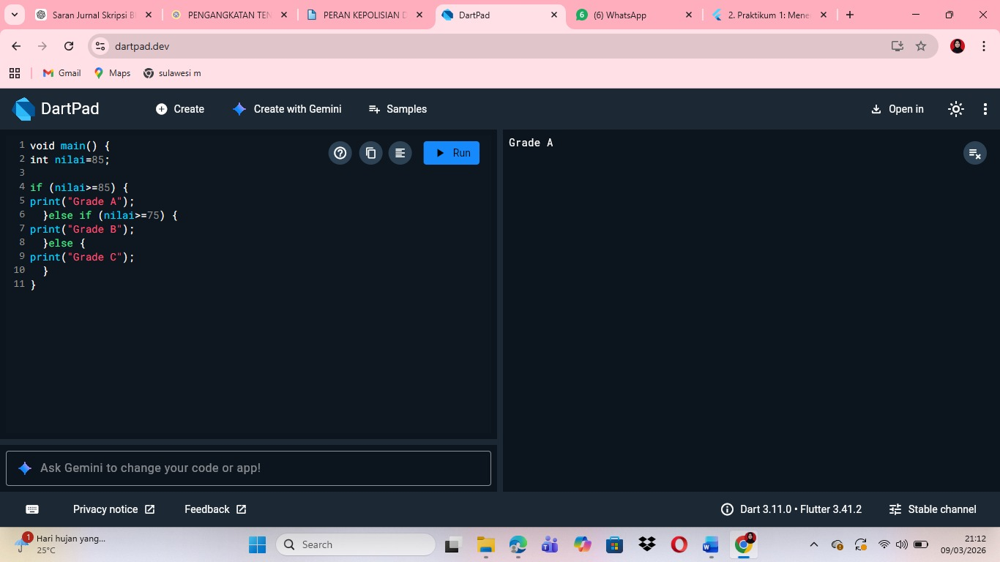 Saran Jurnal Skripsi B
PENGANGKATAN TEN
PERAN KEPOLISIAN D
DartPad
6
(6) WhatsApp
2. Praktikum 1: Mene
dartpad.dev
Gmail
Maps
sulawesi m
DartPad
Create
Create with Gemini
Samples
Open in
1 void main() {
2 int nilai=85;
3
4 if (nilai>=85) {
5 print("Grade A");
6 }else if (nilai>=75) {
7 print("Grade B");
8 }else {
9 print("Grade C");
10 }
11 }
Run
Grade A
Ask Gemini to change your code or app!
Privacy notice
Feedback
Dart 3.11.0 • Flutter 3.41.2
Stable channel
1
Hari hujan yang...
25°C
Search
21:12
09/03/2026